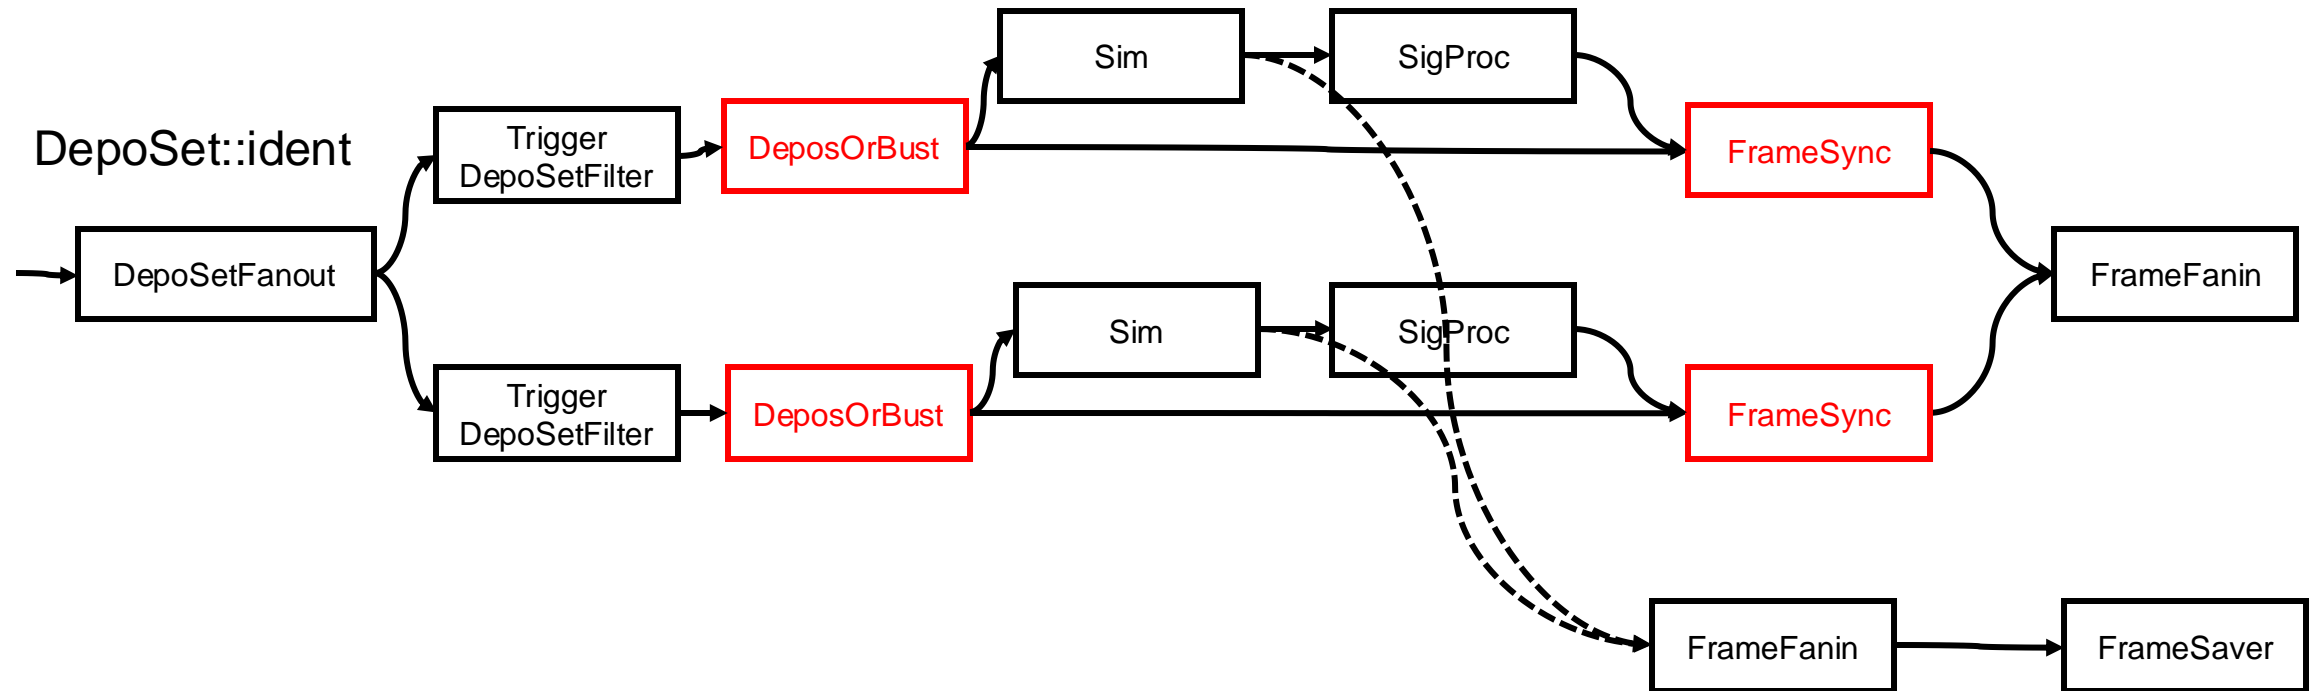 Sim
SigProc
DepoSet::ident
Trigger
DepoSetFilter
DeposOrBust
FrameSync
DepoSetFanout
FrameFanin
Sim
SigProc
Trigger
DepoSetFilter
DeposOrBust
FrameSync
FrameFanin
FrameSaver